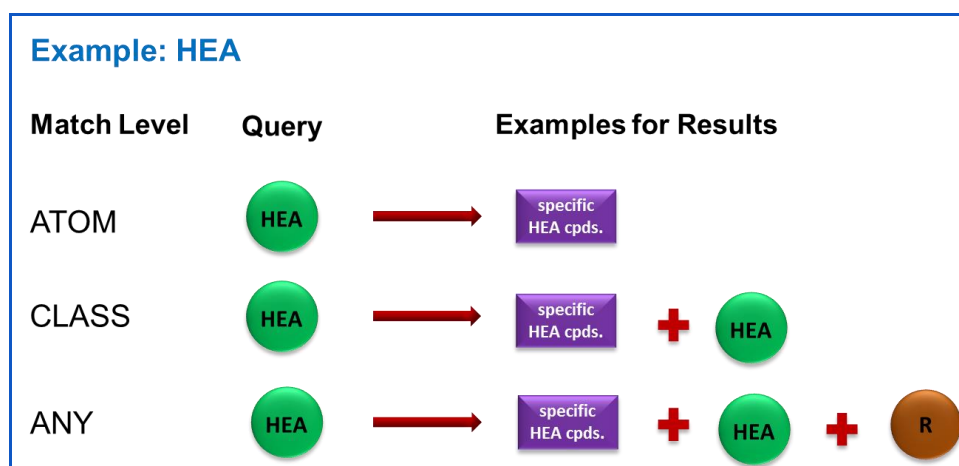 Example: HEA
Match Level Query Examples for Results
ATOM HEA specific
HEA cpds.
CLASS HEA specific
HEA cpds. HEA
ANY HEA specific
HEA cpds. HEA R